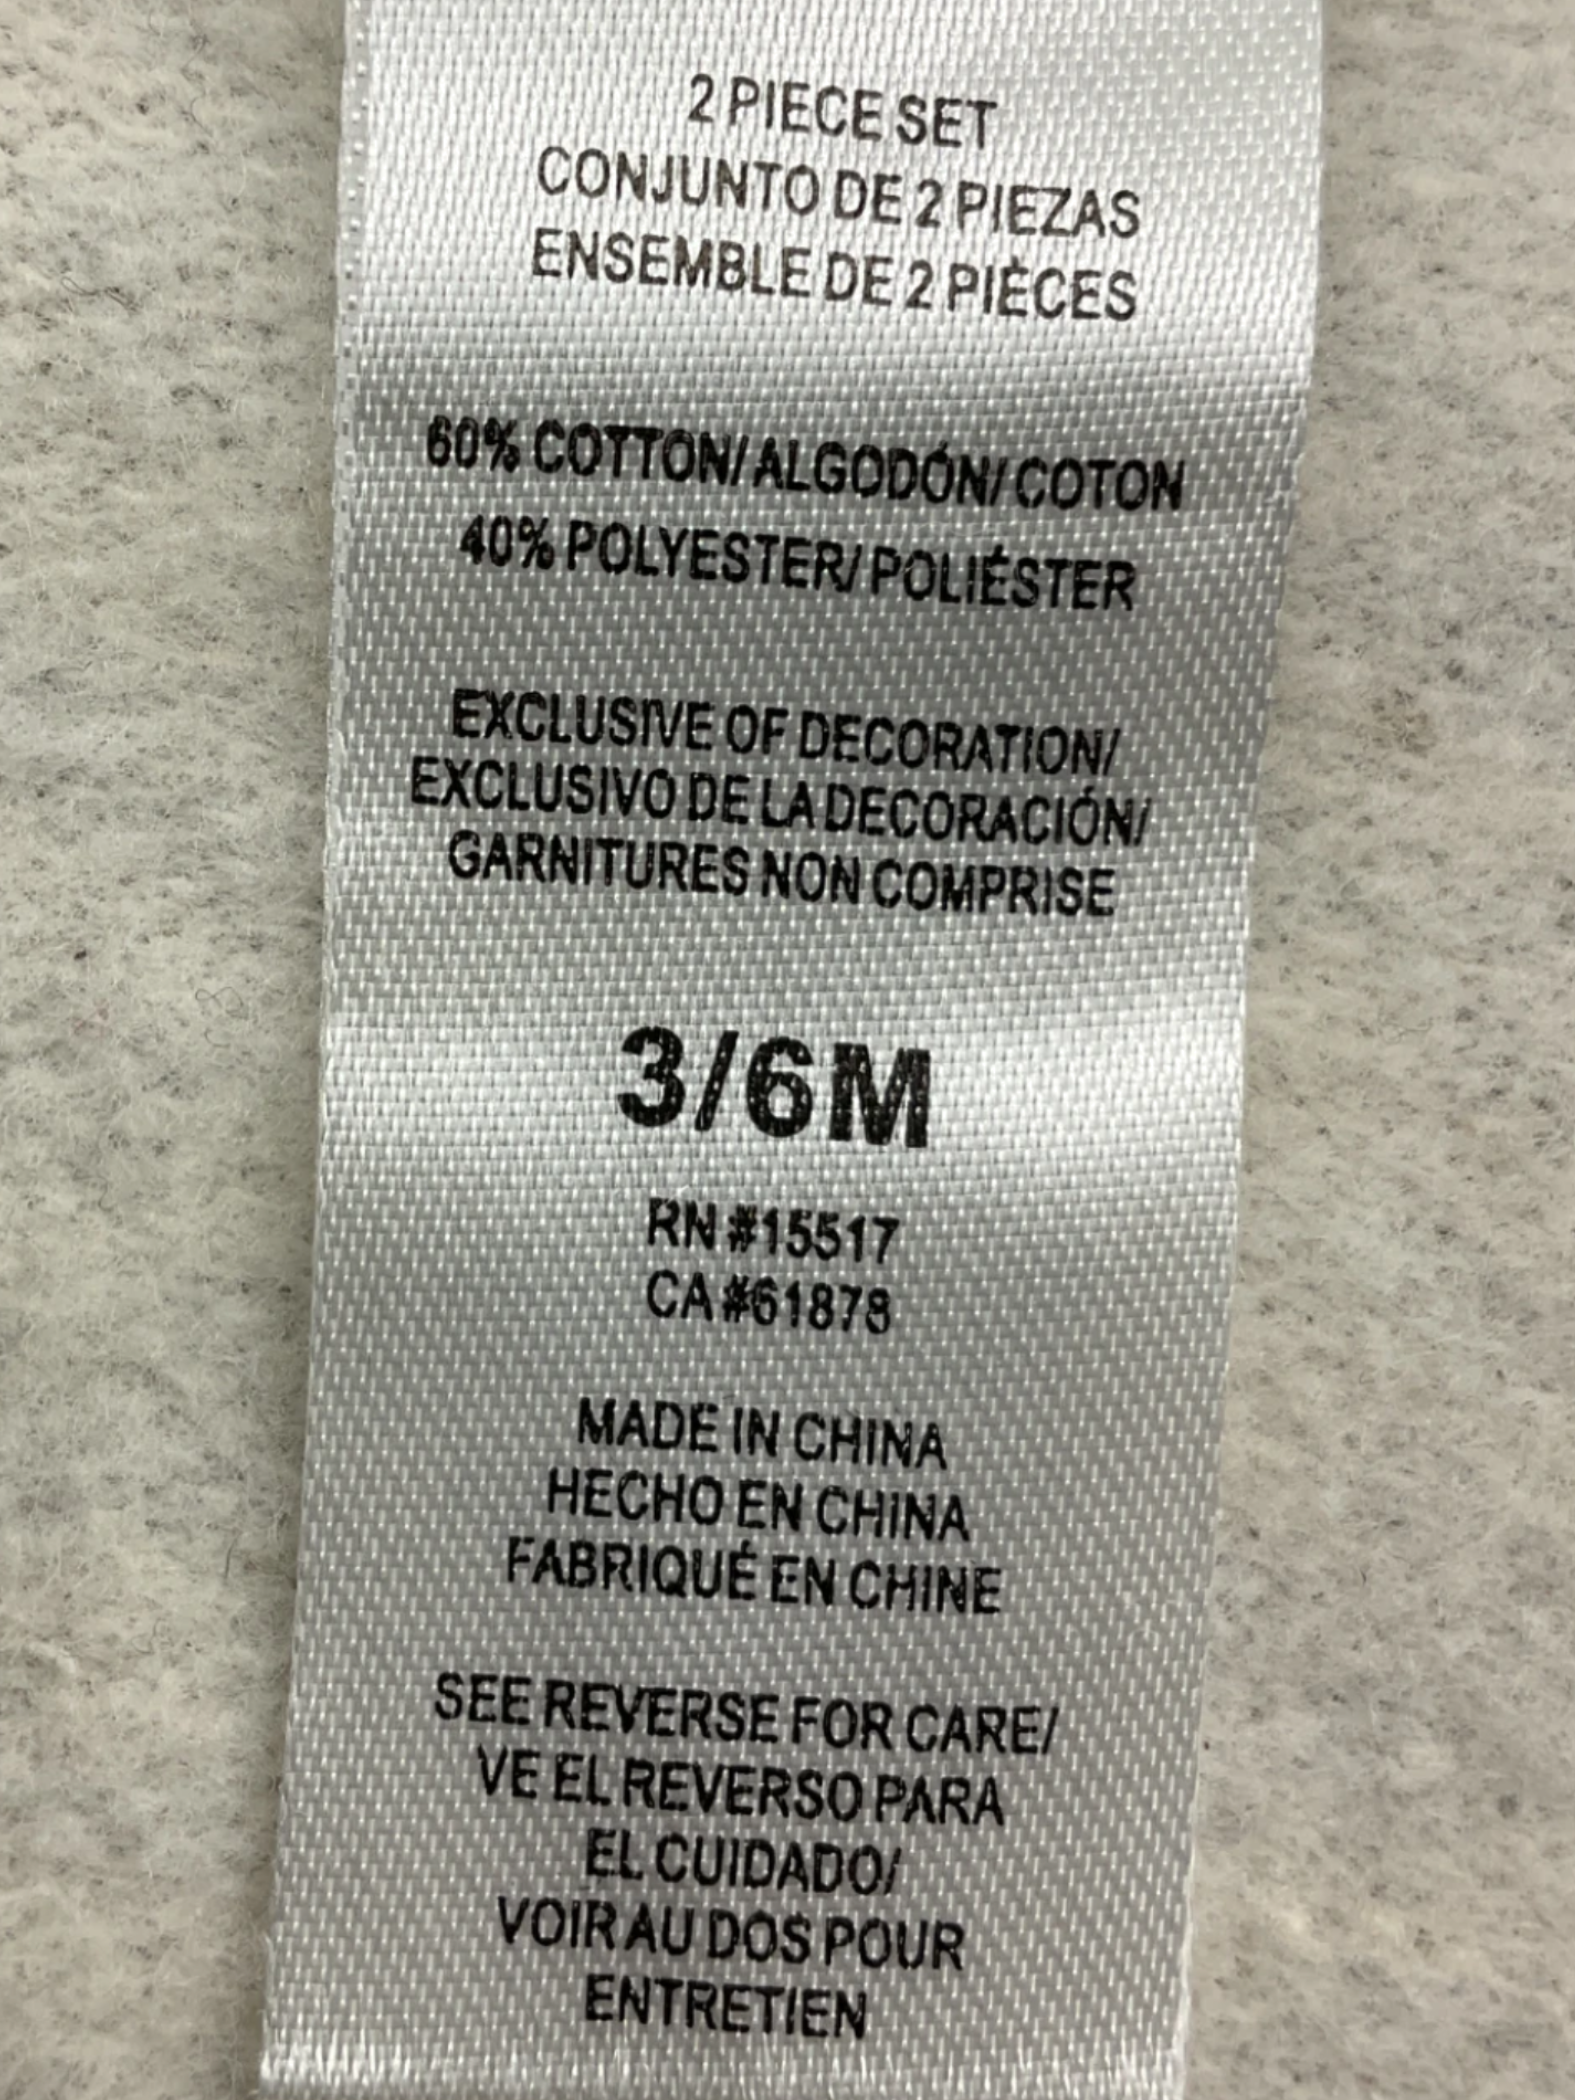 2 PIECE SET
CONJUNTO DE 2 PIEZAS
ENSEMBLE DE 2 PIÈCES
60% COTTON/ALGODÓN/COTON
40% POLYESTER/POLIÉSTER
EXCLUSIVE OF DECORATION/
EXCLUSIVO DE LA DECORACIÓN/
GARNITURES NON COMPRISE
3/6M
RN #15517
CA #61878
MADE IN CHINA
HECHO EN CHINA
FABRIQUÉ EN CHINE
SEE REVERSE FOR CARE/
VE EL REVERSO PARA
EL CUIDADO/
VOIR AU DOS POUR
ENTRETIEN